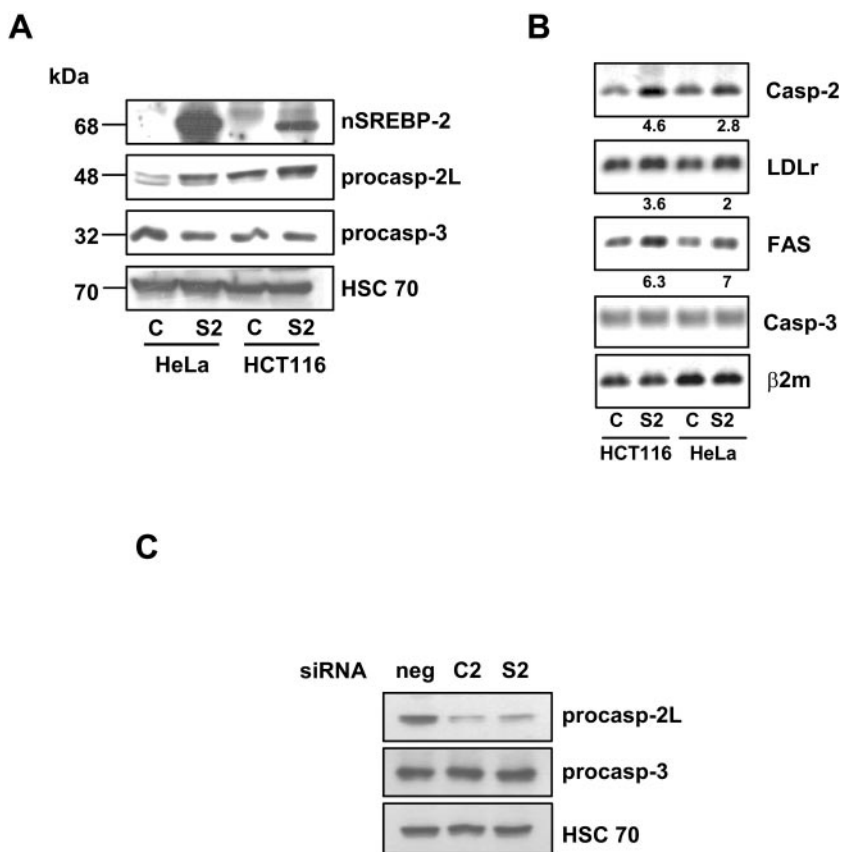 A
kDa
68 nSREBP-2
48 procasp-2L
32 procasp-3
70 HSC 70
C S2 C S2
HeLa HCT116
B
Casp-2
4.6 2.8
LDLr
3.6 2
FAS
6.3 7
Casp-3
β2m
C S2 C S2
HCT116 HeLa
C
siRNA neg C2 S2
procasp-2L
procasp-3
HSC 70